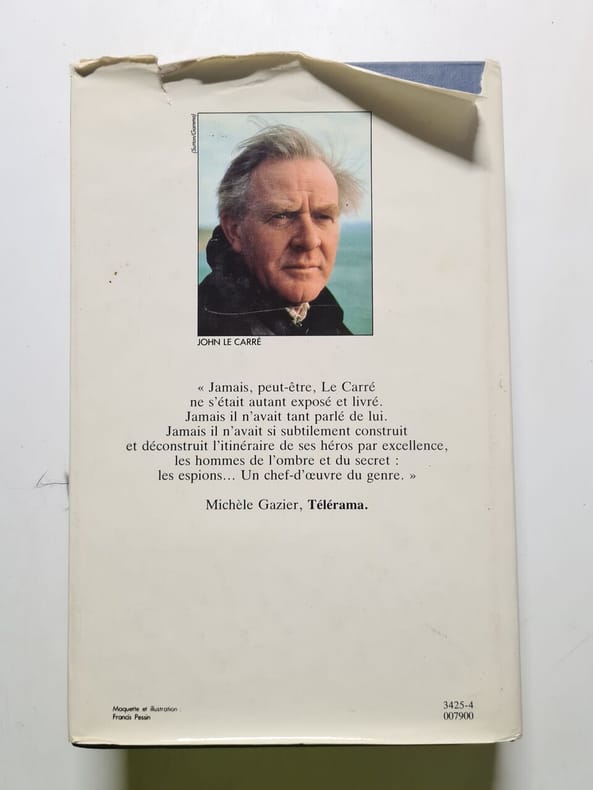 (Sutton/Gamma)
JOHN LE CARRÉ
« Jamais, peut-être, Le Carré
ne s'était autant exposé et livré.
Jamais il n'avait tant parlé de lui.
Jamais il n'avait si subtilement construit
et déconstruit l'itinéraire de ses héros par excellence,
les hommes de l'ombre et du secret :
les espions... Un chef-d'œuvre du genre. »
Michèle Gazier, Télérama.
Maquette et illustration :
Francis Pessin
3425-4
007900